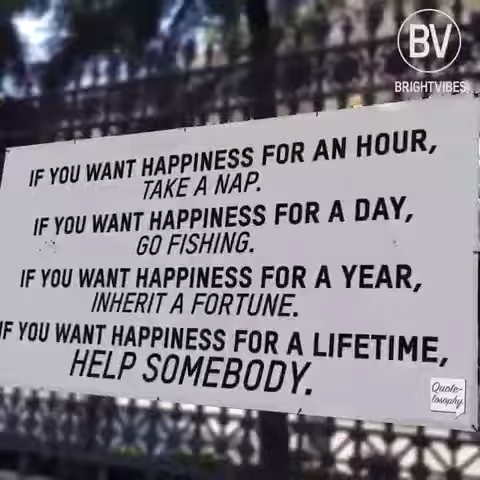 BV
BRIGHTVIBES
IF YOU WANT HAPPINESS FOR AN HOUR,
TAKE A NAP.
IF YOU WANT HAPPINESS FOR A DAY,
GO FISHING.
IF YOU WANT HAPPINESS FOR A YEAR,
INHERIT A FORTUNE.
IF YOU WANT HAPPINESS FOR A LIFETIME,
HELP SOMEBODY.
Quote-
losophy